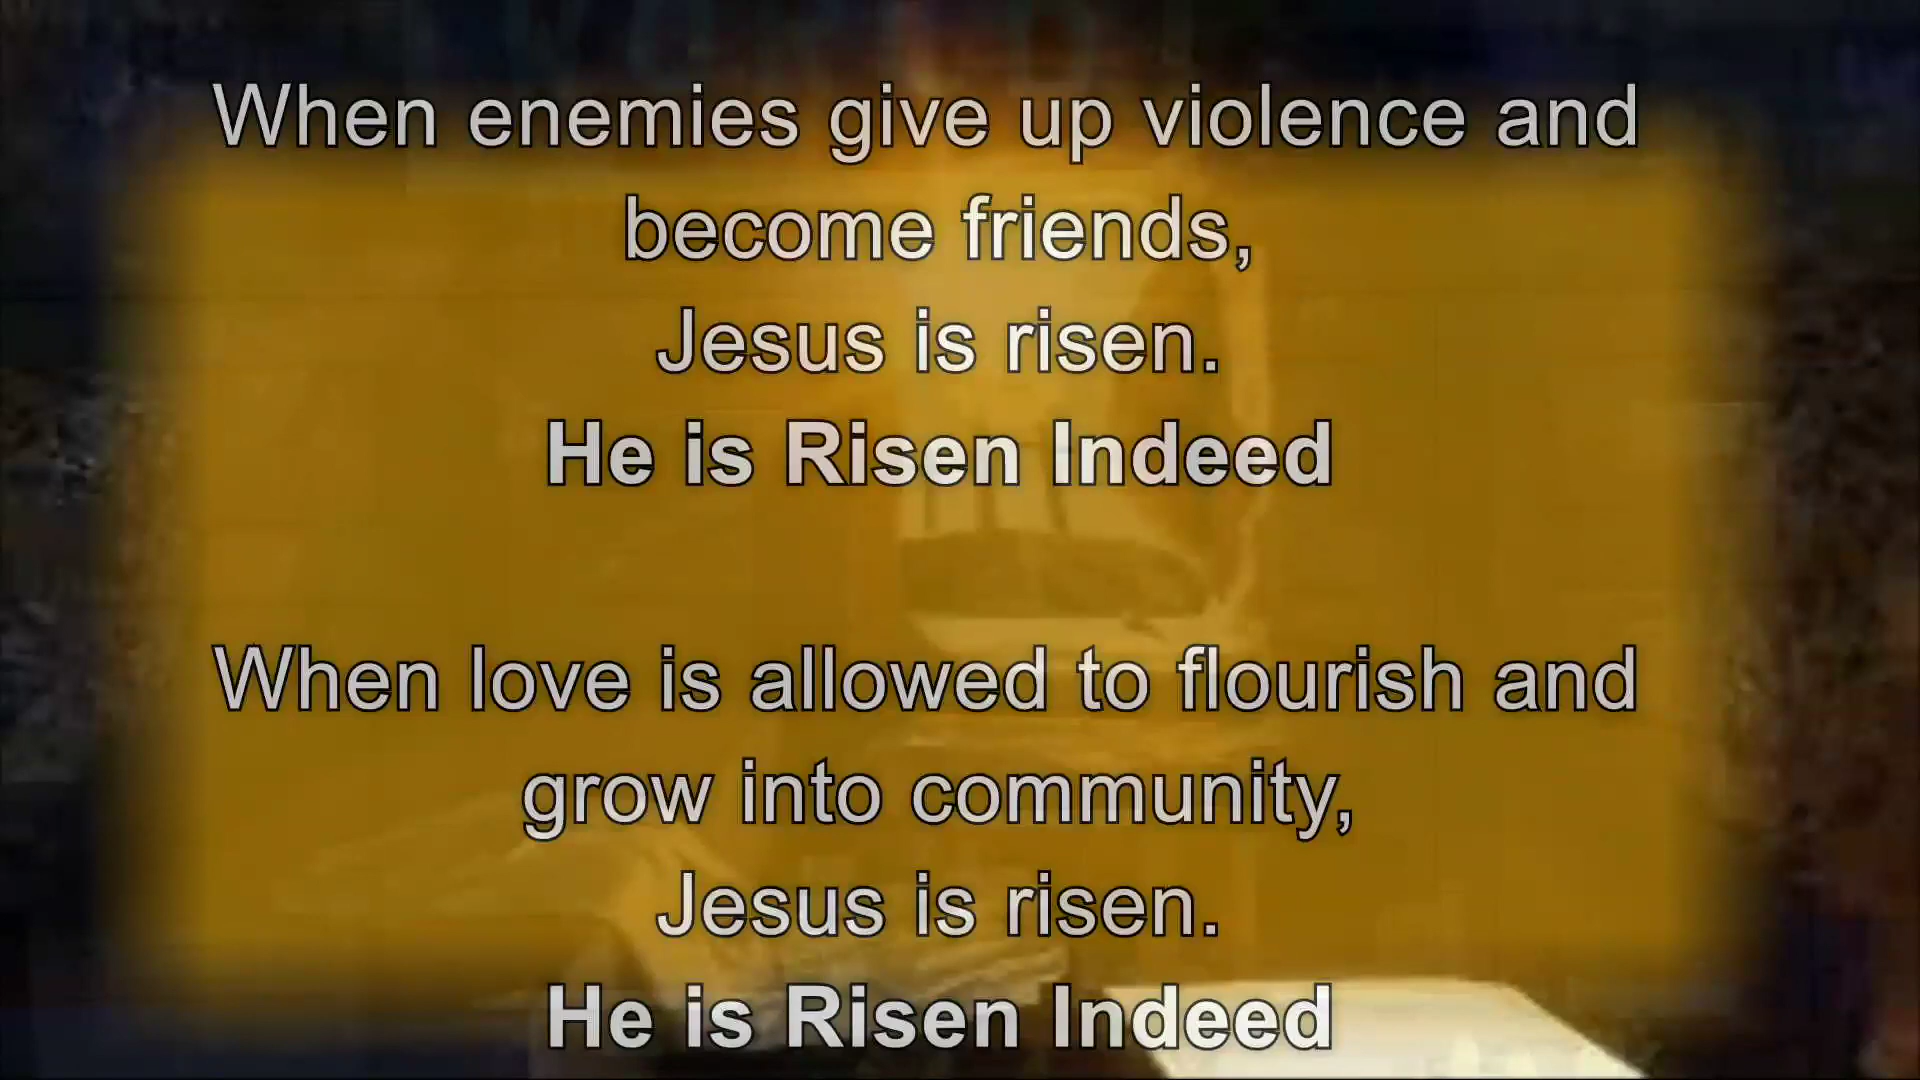 When enemies give up violence and
become friends,
Jesus is risen.
He is Risen Indeed
When love is allowed to flourish and
grow into community,
Jesus is risen.
He is Risen Indeed